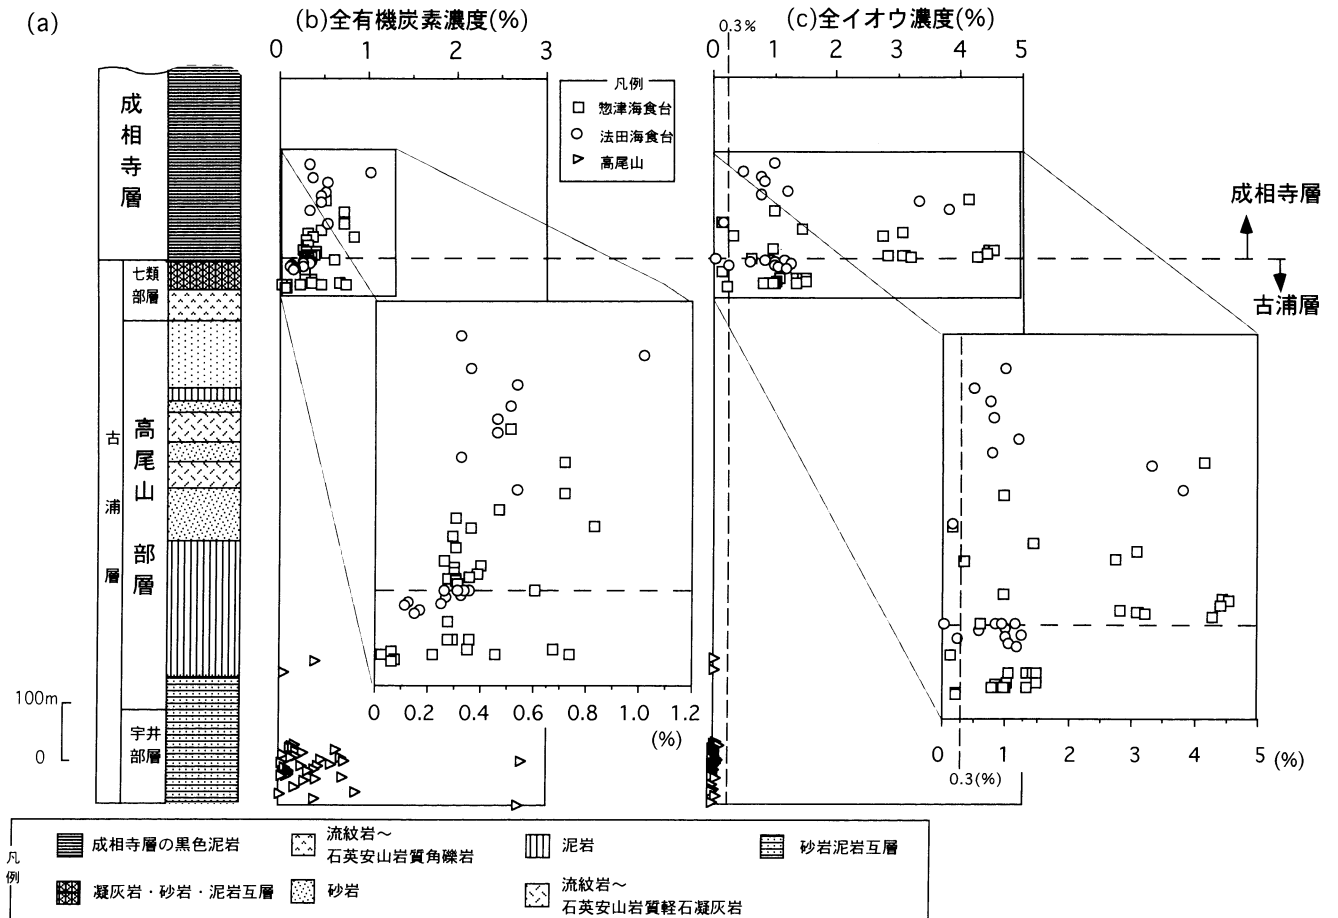 (a)
(b)全有機炭素濃度(%)
0 1 3
(c)全イオウ濃度(%)
0.3%
0 1 2 3 4 5
凡例
惣津海食台
法田海食台
高尾山
成相寺層
七類部層
古浦層
高尾山部層
宇井部層
100m
0
成相寺層
古浦層
0 0.2 0.4 0.6 0.8 1.0 1.2
(%)
0 1 2 3 4 5 (%)
0.3(%)
凡例
成相寺層の黒色泥岩
流紋岩～
石英安山岩質角礫岩
泥岩
砂岩泥岩互層
凝灰岩・砂岩・泥岩互層
砂岩
流紋岩～
石英安山岩質軽石凝灰岩